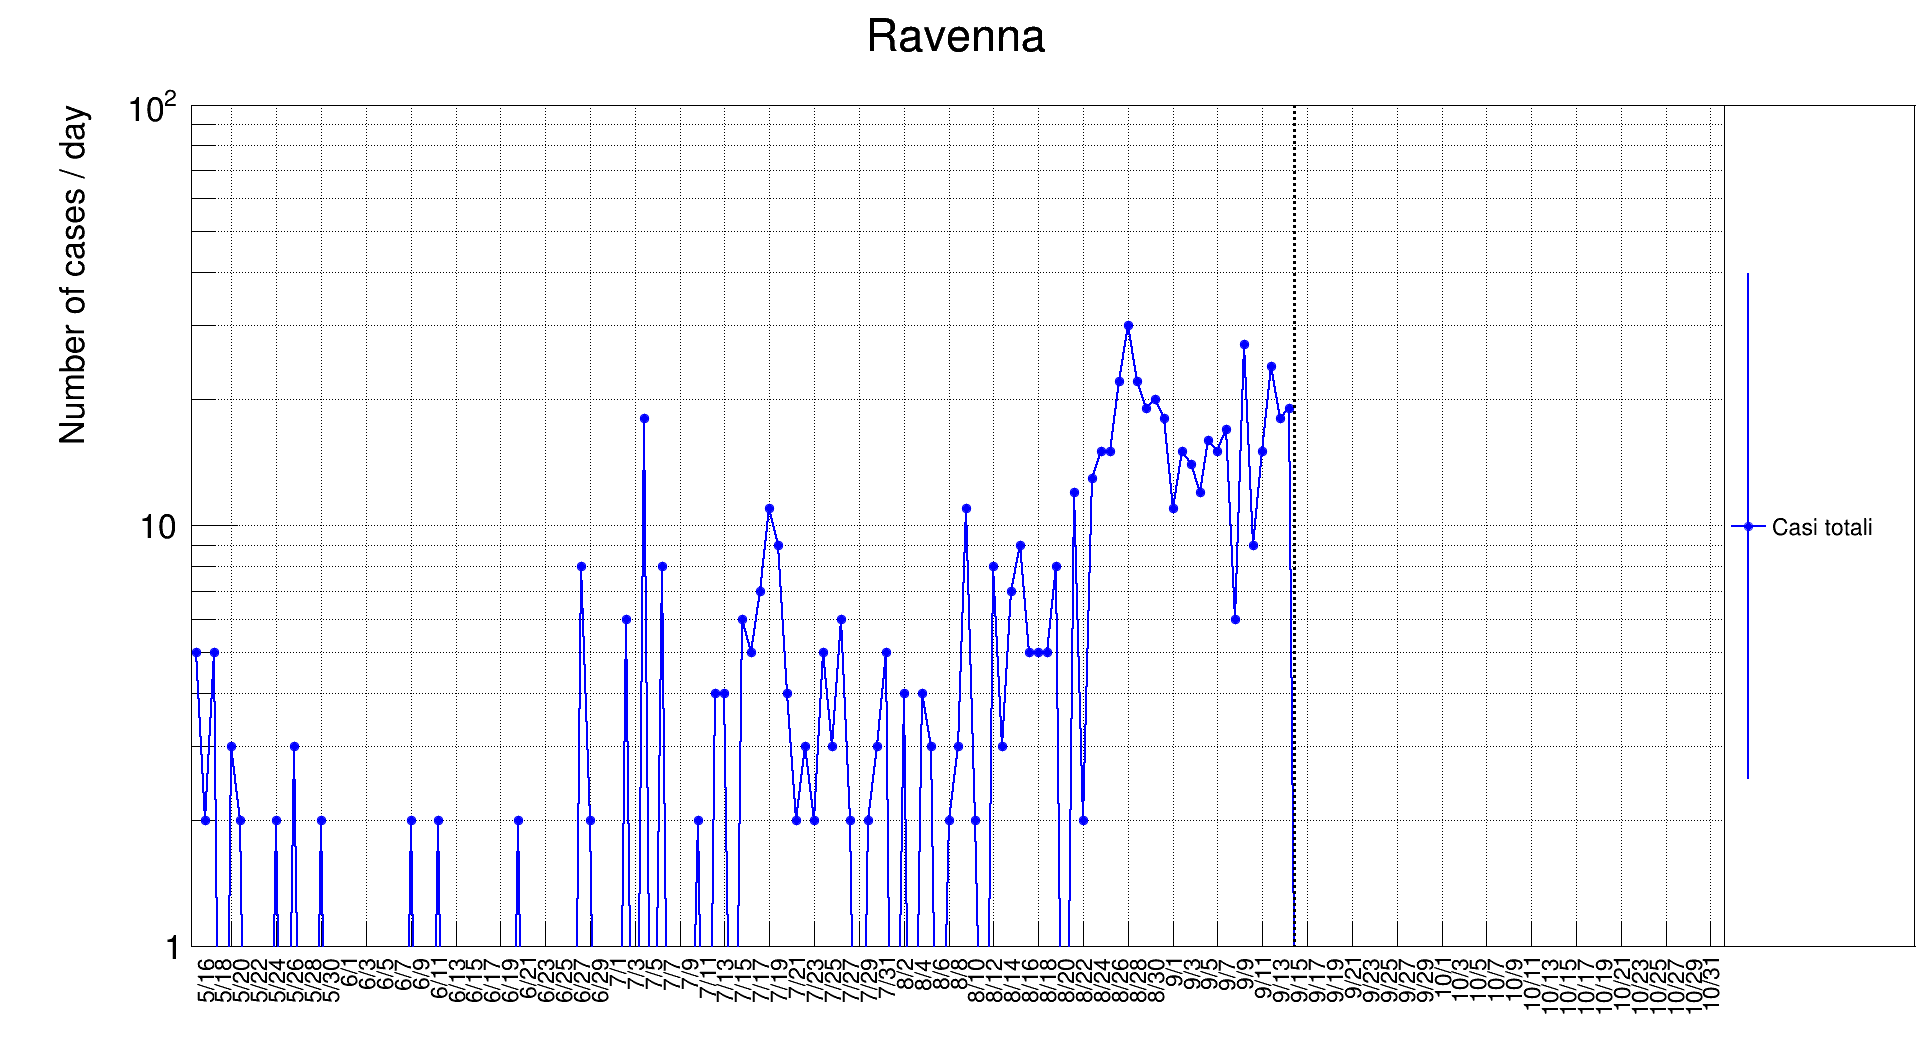 Ravenna
Number of cases / day
10²
10
1
Casi totali
5/16 5/18 5/20 5/22 5/24 5/26 5/28 5/30 6/1 6/3 6/5 6/7 6/9 6/11 6/13 6/15 6/17 6/19 6/21 6/23 6/25 6/27 6/29 7/1 7/3 7/5 7/7 7/9 7/11 7/13 7/15 7/17 7/19 7/21 7/23 7/25 7/27 7/29 7/31 8/2 8/4 8/6 8/8 8/10 8/12 8/14 8/16 8/18 8/20 8/22 8/24 8/26 8/28 8/30 9/1 9/3 9/5 9/7 9/9 9/11 9/13 9/15 9/17 9/19 9/21 9/23 9/25 9/27 9/29 10/1 10/3 10/5 10/7 10/9 10/11 10/13 10/15 10/17 10/19 10/21 10/23 10/25 10/27 10/29 10/31